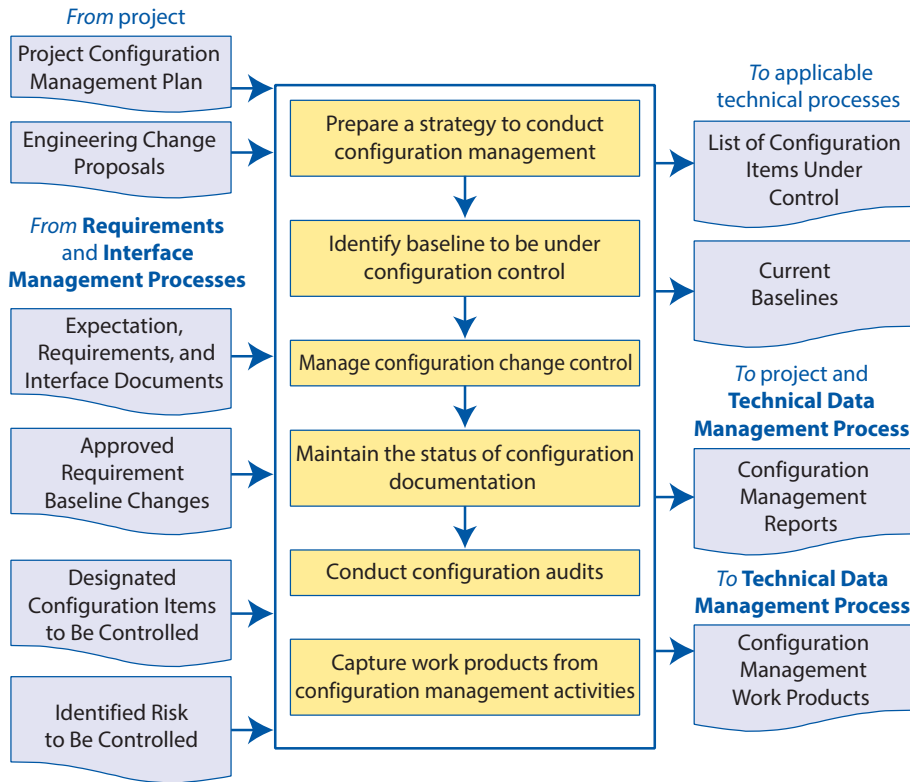 From project
Project Configuration
Management Plan
Engineering Change
Proposals
From Requirements
and Interface
Management Processes
Expectation,
Requirements, and
Interface Documents
Approved
Requirement
Baseline Changes
Designated
Configuration Items
to Be Controlled
Identified Risk
to Be Controlled
Prepare a strategy to conduct
configuration management
Identify baseline to be under
configuration control
Manage configuration change control
Maintain the status of configuration
documentation
Conduct configuration audits
Capture work products from
configuration management activities
To applicable
technical processes
List of Configuration
Items Under
Control
Current
Baselines
To project and
Technical Data
Management Process
Configuration
Management
Reports
To Technical Data
Management Process
Configuration
Management
Work Products